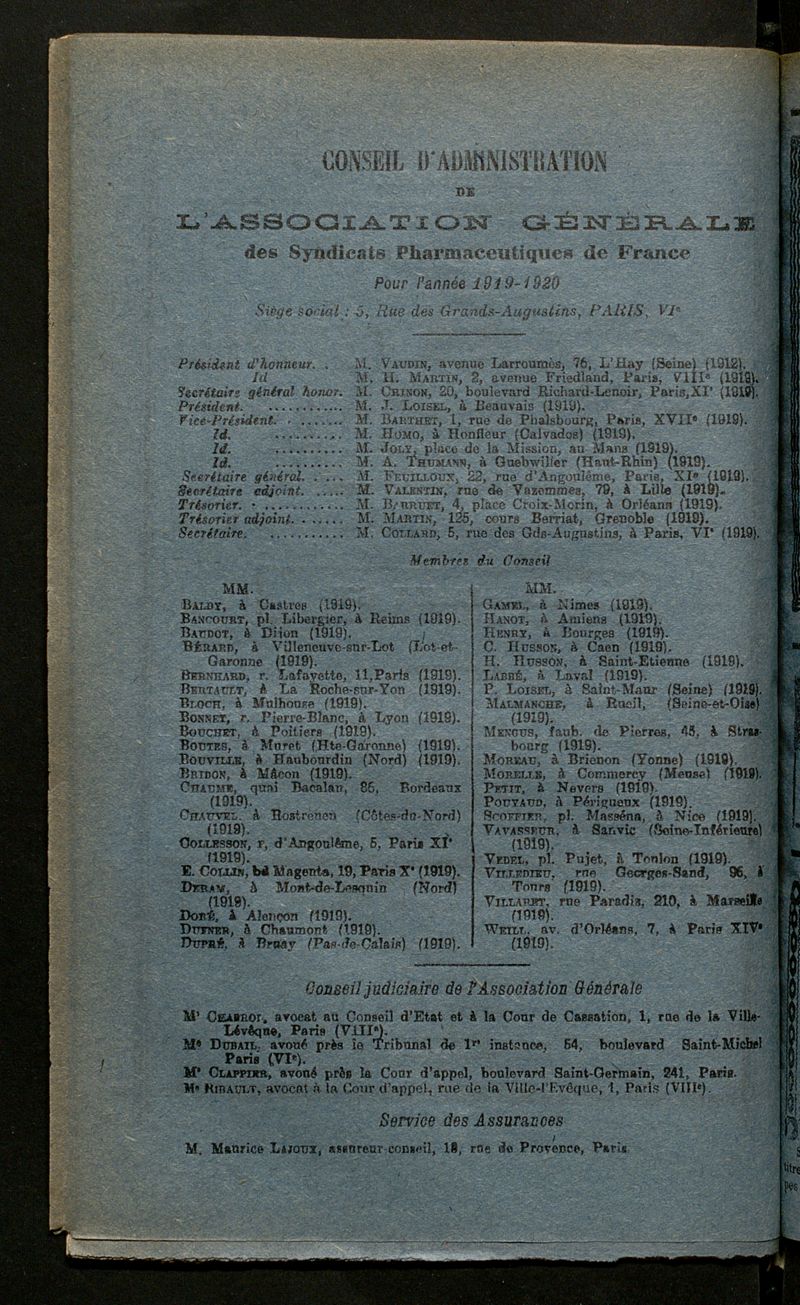 CONSEIL D'ADMINISTRATION
DE
L'ASSOCIATION GÉNÉRALE
des Syndicats Pharmaceutiques de France
Pour l'année 1919-1920
Siège social : 5, Rue des Grands-Augustins, PARIS, VIe
Président d'honneur. . M. VAUDIN, avenue Larroumès, 76, L'Hay (Seine) (1912).
Id M. H. MARTIN, 2, avenue Friedland, Paris, VIIIe (1919).
Secrétaire général honor. M. CRINON, 20, boulevard Richard-Lenoir, Paris, XIe (1919).
Président. ............ M. J. LOISEL, à Beauvais (1919).
Vice-Président. . ....... M. BARTHET, 1, rue de Phalsbourg, Paris, XVIIe (1919).
Id. .......... M. HOMO, à Honfleur (Calvados) (1919).
Id. .......... M. JOLY, place de la Mission, au Mans (1919).
Id. .......... M. A. THUMANN, à Guebwiller (Haut-Rhin) (1919).
Secrétaire général. ..... M. FEUILLOUX, 22, rue d'Angoulême, Paris, XIe (1919).
Secrétaire adjoint. ..... M. VALENTIN, rue de Vazemmes, 79, à Lille (1919).
Trésorier. . ............ M. BARRUET, 4, place Croix-Morin, à Orléans (1919).
Trésorier adjoint. ...... M. MARTIN, 125, cours Berriat, Grenoble (1919).
Secrétaire. ........... M. COLLARD, 5, rue des Gds-Augustins, à Paris, VIe (1919).
Membres du Conseil
MM.
BALDY, à Castres (1919).
BANCOURT, pl. Libergier, à Reims (1919).
BAUDOT, à Dijon (1919).
BÉRARD, à Villeneuve-sur-Lot (Lot-et-
Garonne (1919).
BERNHARD, r. Lafayette, 11, Paris (1919).
BERTAULT, à La Roche-sur-Yon (1919).
BLOCH, à Mulhouse (1919).
BONNET, r. Pierre-Blanc, à Lyon (1919).
BOUCHET, à Poitiers (1919).
BOUTES, à Muret (Hte-Garonne) (1919).
BOUVILLE, à Haubourdin (Nord) (1919).
BRIDON, à Mâcon (1919).
CHAUME, quai Bacalan, 86, Bordeaux
(1919).
CHAUVEL, à Rostrenen (Côtes-du-Nord)
(1919).
COLLESSON, r. d'Angoulême, 5, Paris XIe
(1919).
E. COLLIN, bd Magenta, 19, Paris Xe (1919).
DERAM, à Mont-de-Lesquin (Nord)
(1919).
DORÉ, à Alençon (1919).
DUFNER, à Chaumont (1919).
DUPRÉ, à Bruay (Pas-de-Calais) (1919).
MM.
GAMEL, à Nîmes (1919).
HANOT, à Amiens (1919).
HENRY, à Bourges (1919).
C. HUSSON, à Caen (1919).
H. HUSSON, à Saint-Etienne (1919).
LABBÉ, à Laval (1919).
P. LOISEL, à Saint-Maur (Seine) (1919).
MALMANCHE, à Rueil, (Seine-et-Oise)
(1919).
MENGUS, faub. de Pierres, 45, à Stras-
bourg (1919).
MOREAU, à Brienon (Yonne) (1919).
MORELLE, à Commercy (Meuse) (1919).
PETIT, à Nevers (1919).
POUYAUD, à Périgueux (1919).
SCOFFIER, pl. Masséna, à Nice (1919).
VAVASSEUR, à Sanvic (Seine-Inférieure)
(1919).
VEDEL, pl. Pujet, à Toulon (1919).
VILLEDIEU, rue Georges-Sand, 96, à
Tours (1919).
VILLARET, rue Paradis, 210, à Marseille
(1919).
WEILL, av. d'Orléans, 7, à Paris XIVe
(1919).
Conseil judiciaire de l'Association Générale
Me CHABROL, avocat au Conseil d'Etat et à la Cour de Cassation, 1, rue de la Ville-
Lévêque, Paris (VIIIe).
Me DUBAIL, avoué près le Tribunal de 1re instance, 64, boulevard Saint-Michel
Paris (VIe).
Me CLAPPIER, avoué près la Cour d'appel, boulevard Saint-Germain, 241, Paris.
Me RIBAULT, avocat à la Cour d'appel, rue de la Ville-l'Evêque, 1, Paris (VIIIe).
Service des Assurances
M. Maurice LAJOUX, assureur-conseil, 18, rue de Provence, Paris.